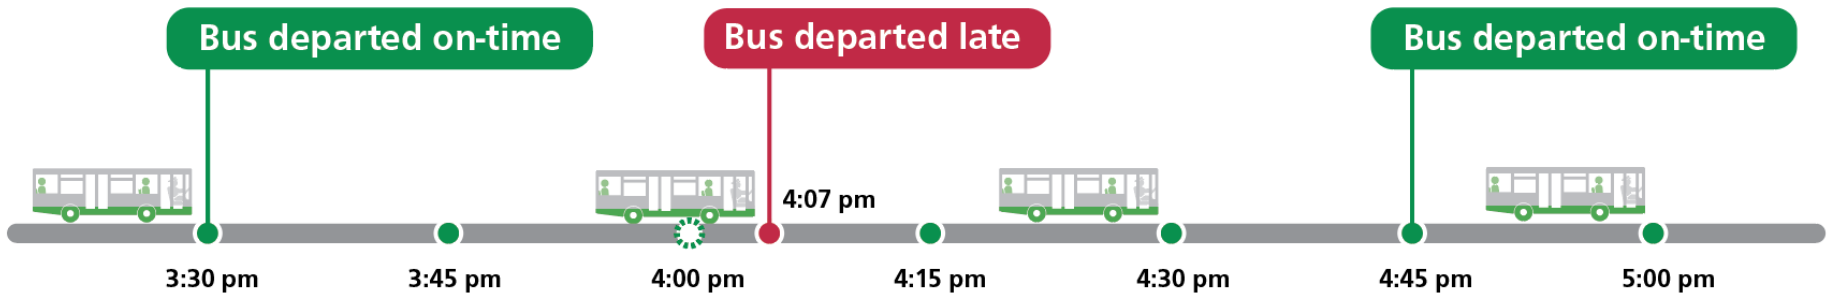 Bus departed on-time
Bus departed late
Bus departed on-time
4:07 pm
3:30 pm
3:45 pm
4:00 pm
4:15 pm
4:30 pm
4:45 pm
5:00 pm